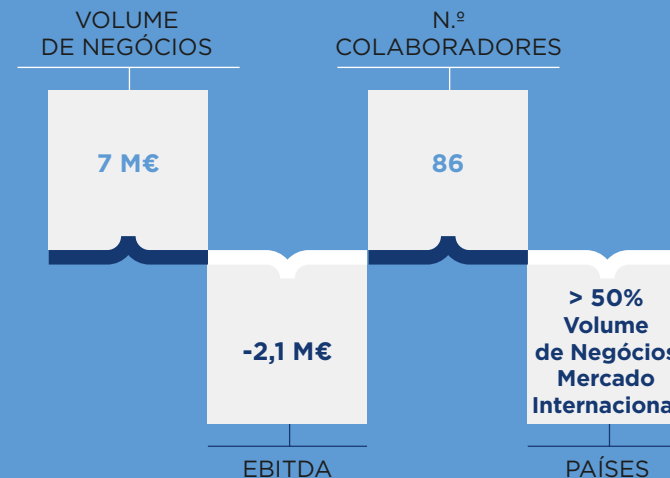 VOLUME
DE NEGÓCIOS
7 M€
N.º
COLABORADORES
86
-2,1 M€
EBITDA
> 50%
Volume
de Negócios
Mercado
Internaciona
PAÍSES